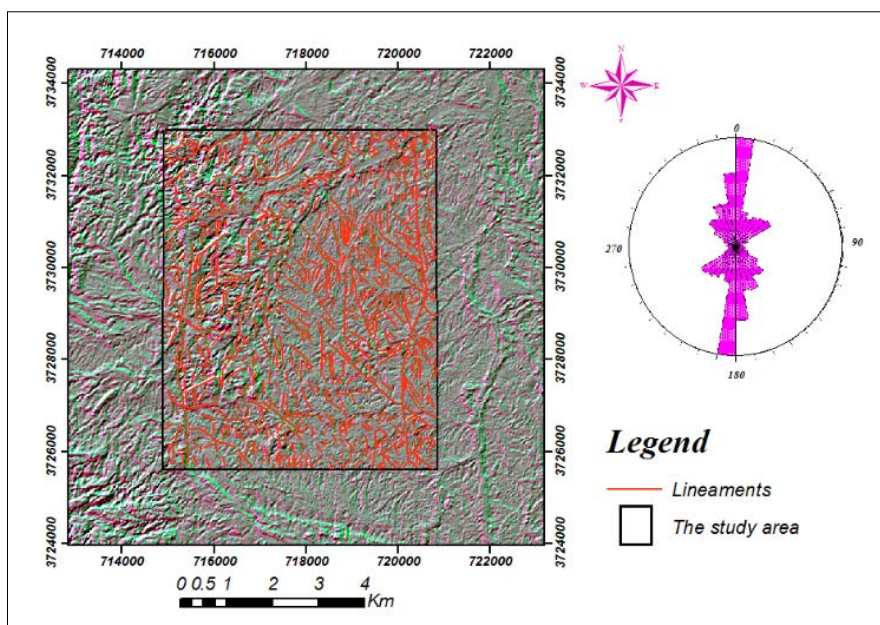 714000 716000 718000 720000 722000
3734000 3734000
3732000 3732000
3730000 3730000
3728000 3728000
3726000 3726000
3724000 3724000
714000 716000 718000 720000 722000
0 0.5 1 2 3 4
Km
N
W E
0
270 90
180
Legend
Lineaments
The study area